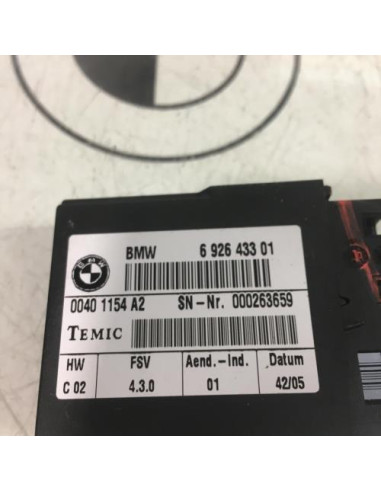 BMW 6 926 433 01
0040 1154 A2 SN-Nr. 000263659
TEMIC
HW FSV Aend.-Ind. Datum
C 02 4.3.0 01 42/05